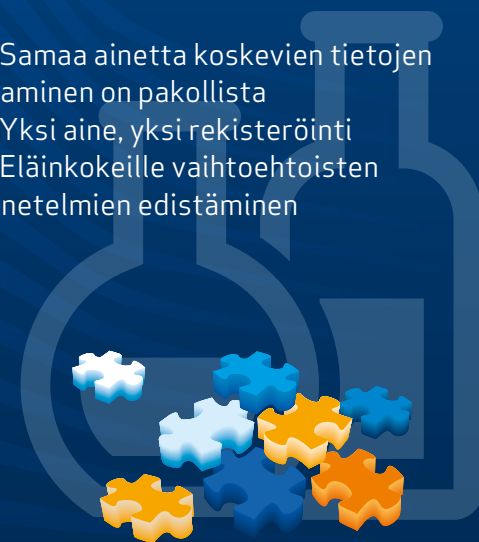 Samaa ainetta koskevien tietojen
aminen on pakollista
Yksi aine, yksi rekisteröinti
Eläinkokeille vaihtoehtoisten
netelmien edistäminen